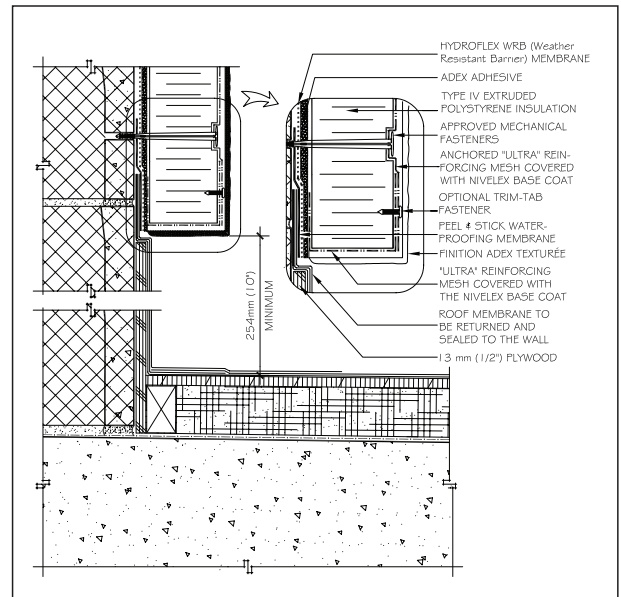 HYDROFLEX WRB (Weather
Resistant Barrier) MEMBRANE
ADEX ADHESIVE
TYPE IV EXTRUDED
POLYSTYRENE INSULATION
APPROVED MECHANICAL
FASTENERS
ANCHORED "ULTRA" REIN-
FORCING MESH COVERED
WITH NIVELEX BASE COAT
OPTIONAL TRIM-TAB
FASTENER
PEEL & STICK WATER-
PROOFING MEMBRANE
FINITION ADEX TEXTURÉE
"ULTRA" REINFORCING
MESH COVERED WITH
THE NIVELEX BASE COAT
ROOF MEMBRANE TO
BE RETURNED AND
SEALED TO THE WALL
13 mm (1/2") PLYWOOD
254mm (10")
MINIMUM